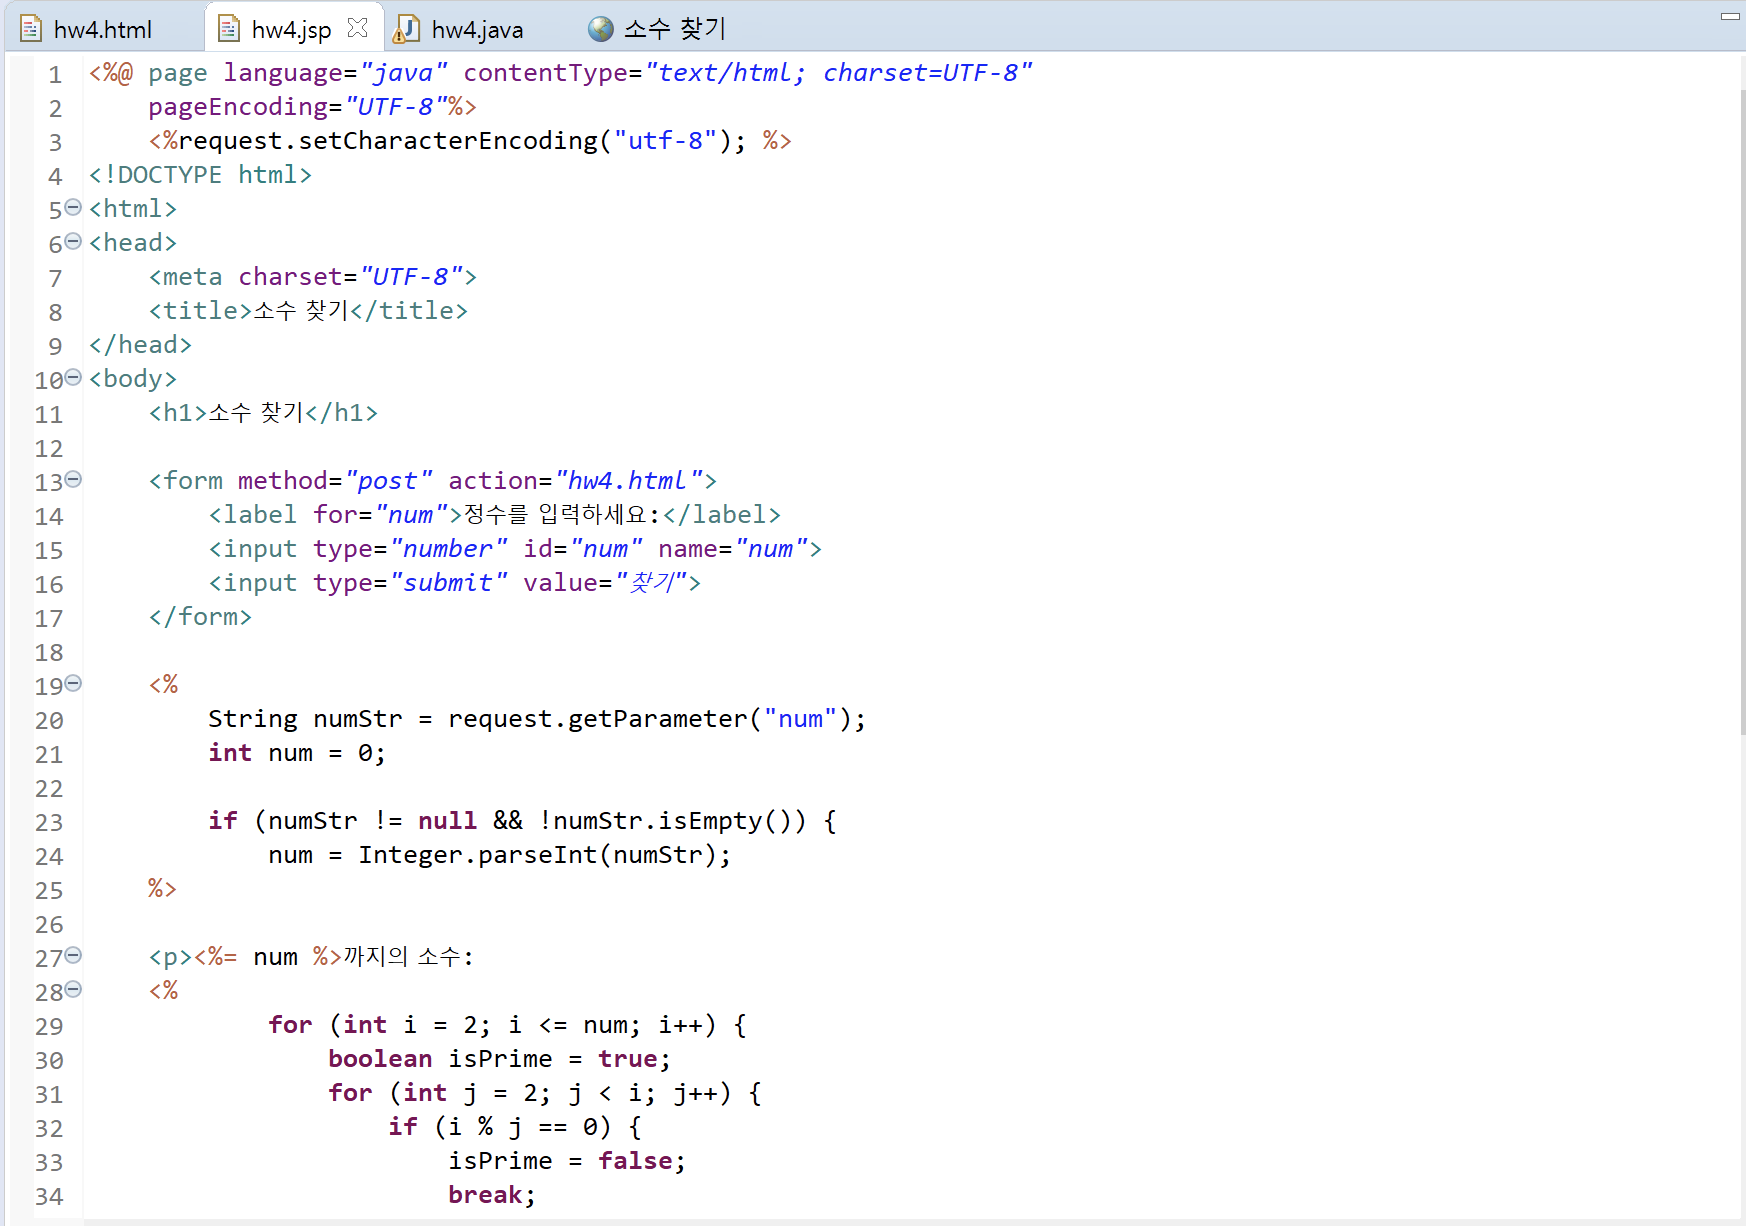 hw4.html hw4.jsp hw4.java 소수 찾기
1 <%@ page language="java" contentType="text/html; charset=UTF-8"
2     pageEncoding="UTF-8"%>
3     <%request.setCharacterEncoding("utf-8"); %>
4 <!DOCTYPE html>
5 <html>
6 <head>
7     <meta charset="UTF-8">
8     <title>소수 찾기</title>
9 </head>
10 <body>
11     <h1>소수 찾기</h1>
12
13     <form method="post" action="hw4.html">
14         <label for="num">정수를 입력하세요:</label>
15         <input type="number" id="num" name="num">
16         <input type="submit" value="찾기">
17     </form>
18
19     <%
20         String numStr = request.getParameter("num");
21         int num = 0;
22
23         if (numStr != null && !numStr.isEmpty()) {
24             num = Integer.parseInt(numStr);
25     %>
26
27     <p><%= num %>까지의 소수:
28     <%
29             for (int i = 2; i <= num; i++) {
30                 boolean isPrime = true;
31                 for (int j = 2; j < i; j++) {
32                     if (i % j == 0) {
33                         isPrime = false;
34                         break;